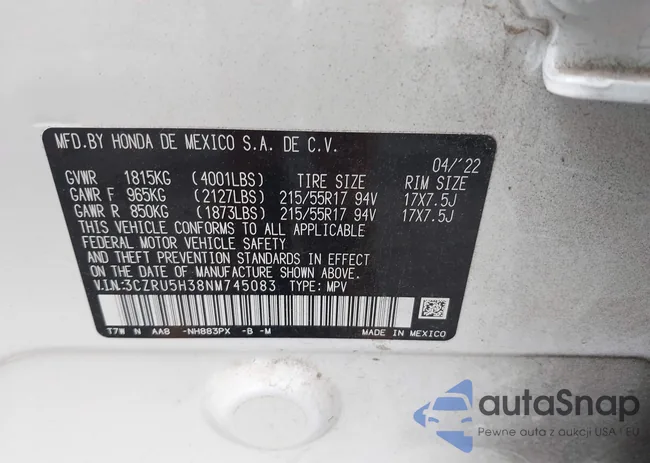 MFD.BY HONDA DE MEXICO S.A. DE C.V.
04/'22
GVWR 1815KG (4001LBS) TIRE SIZE RIM SIZE
GAWR F 965KG (2127LBS) 215/55R17 94V 17X7.5J
GAWR R 850KG (1873LBS) 215/55R17 94V 17X7.5J
THIS VEHICLE CONFORMS TO ALL APPLICABLE
FEDERAL MOTOR VEHICLE SAFETY
AND THEFT PREVENTION STANDARDS IN EFFECT
ON THE DATE OF MANUFACTURE SHOWN ABOVE.
V.I.N.:3CZRU5H38NM745083 TYPE: MPV
T7W N AA8 -NH883PX -B -M MADE IN MEXICO
autoSnap
Pewne auta z aukcji USA i EU